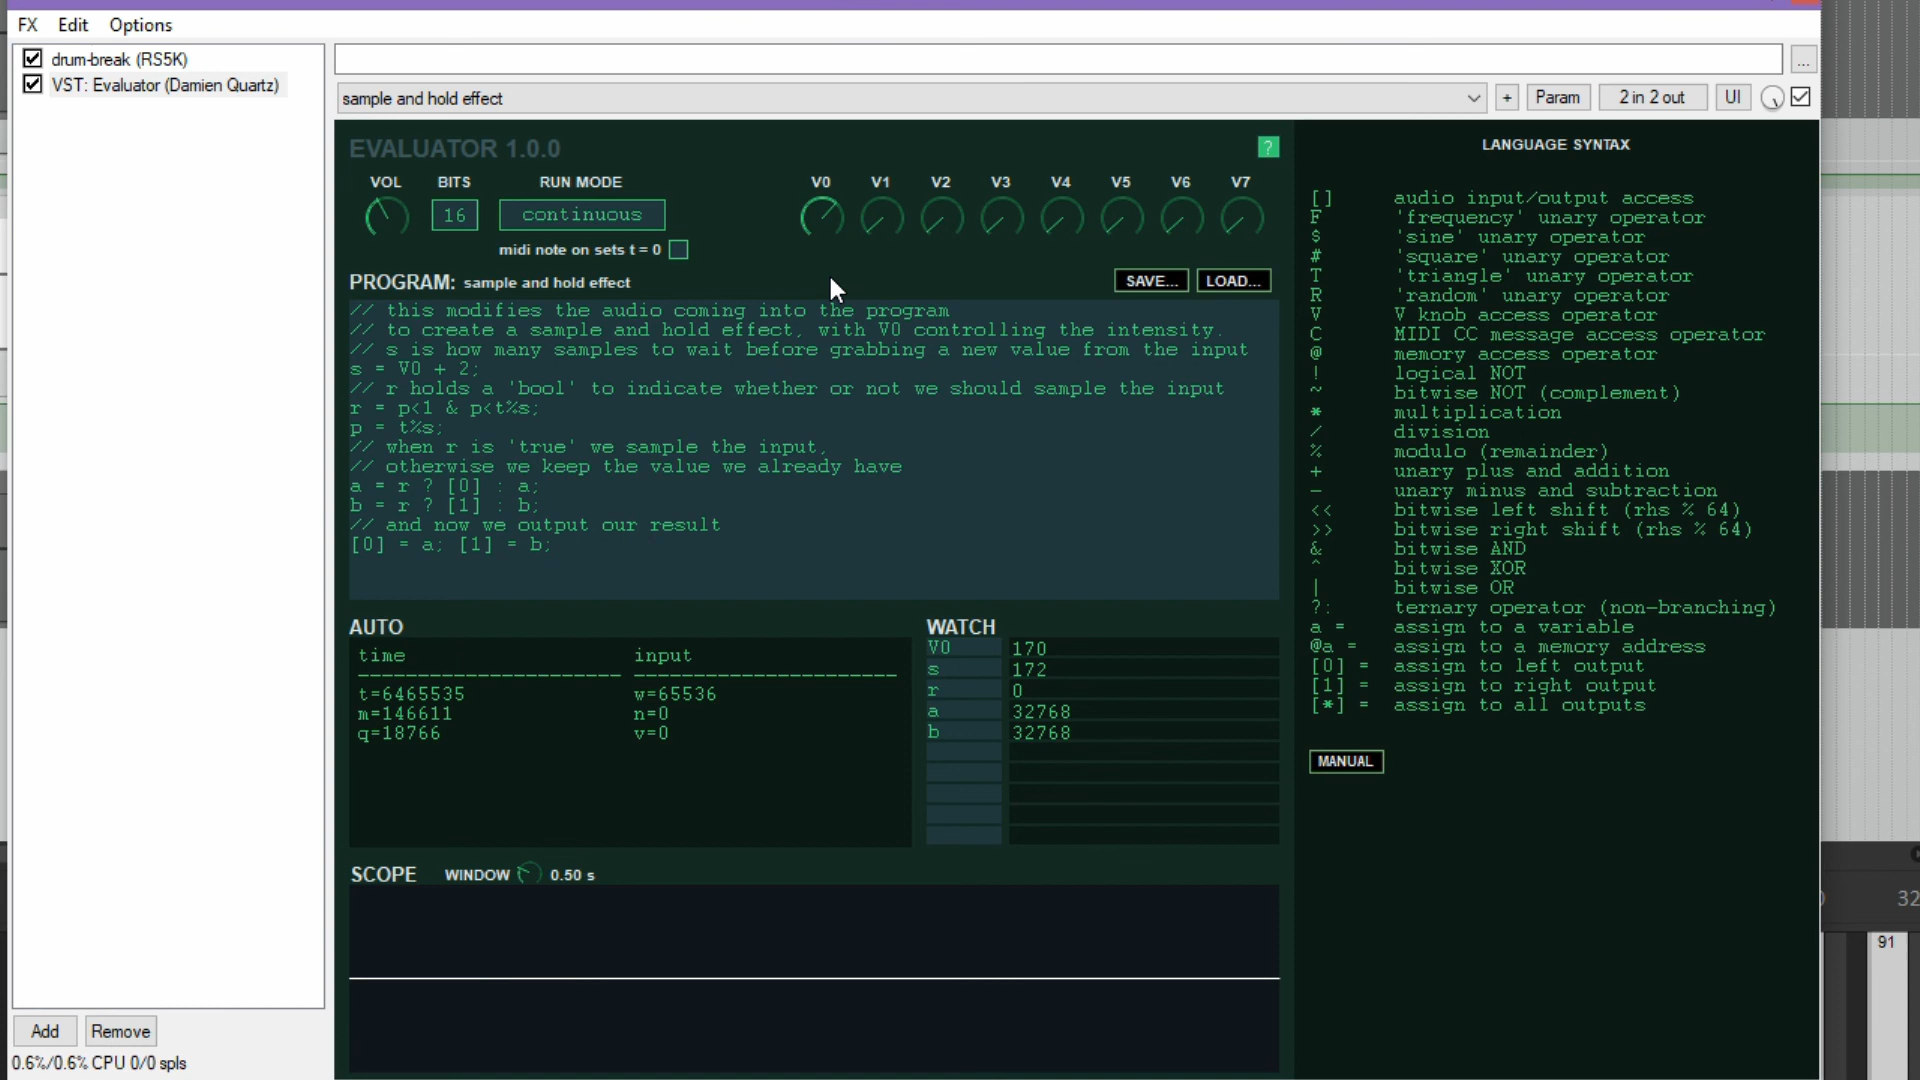 FX Edit Options
drum-break (RS5K)
VST: Evaluator (Damien Quartz)
...
sample and hold effect
+
Param
2 in 2 out
UI
EVALUATOR 1.0.0
?
VOL BITS RUN MODE V0 V1 V2 V3 V4 V5 V6 V7
16 continuous
midi note on sets t = 0
PROGRAM: sample and hold effect
SAVE... LOAD...
// this modifies the audio coming into the program
// to create a sample and hold effect, with V0 controlling the intensity.
// s is how many samples to wait before grabbing a new value from the input
s = V0 + 2;
// r holds a 'bool' to indicate whether or not we should sample the input
r = p<1 & p<t%s;
p = t%s;
// when r is 'true' we sample the input,
// otherwise we keep the value we already have
a = r ? [0] : a;
b = r ? [1] : b;
// and now we output our result
[0] = a; [1] = b;
AUTO
time input
t=6465535 w=65536
m=146611 n=0
q=18766 v=0
WATCH
V0 170
s 172
r 0
a 32768
b 32768
SCOPE WINDOW 0.50 s
LANGUAGE SYNTAX
[] audio input/output access
F 'frequency' unary operator
$ 'sine' unary operator
# 'square' unary operator
T 'triangle' unary operator
R 'random' unary operator
V V knob access operator
C MIDI CC message access operator
@ memory access operator
! logical NOT
~ bitwise NOT (complement)
* multiplication
/ division
% modulo (remainder)
+ unary plus and addition
- unary minus and subtraction
<< bitwise left shift (rhs % 64)
>> bitwise right shift (rhs % 64)
& bitwise AND
^ bitwise XOR
| bitwise OR
?: ternary operator (non-branching)
a = assign to a variable
@a = assign to a memory address
[0] = assign to left output
[1] = assign to right output
[*] = assign to all outputs
MANUAL
Add Remove
0.6%/0.6% CPU 0/0 spls
32
91